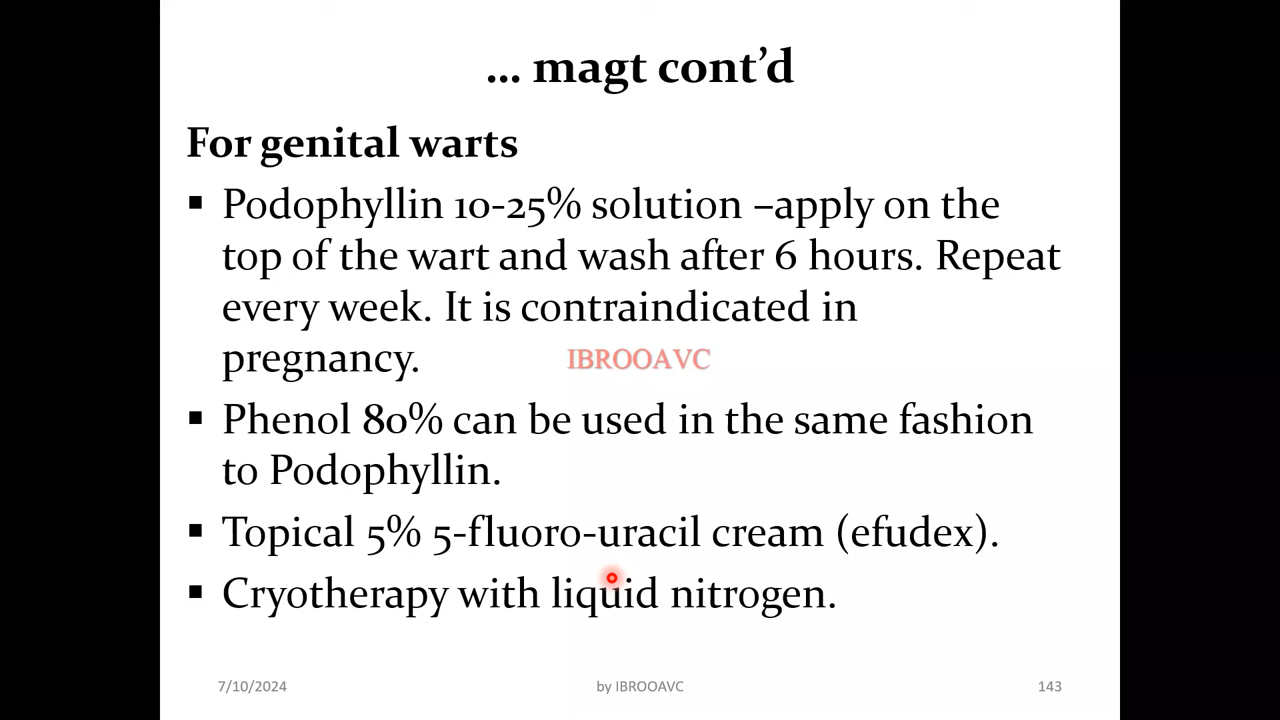 ... magt cont’d
For genital warts
▪ Podophyllin 10-25% solution –apply on the
top of the wart and wash after 6 hours. Repeat
every week. It is contraindicated in
pregnancy.
IBROOAVC
▪ Phenol 80% can be used in the same fashion
to Podophyllin.
▪ Topical 5% 5-fluoro-uracil cream (efudex).
▪ Cryotherapy with liquid nitrogen.
7/10/2024 by IBROOAVC 143